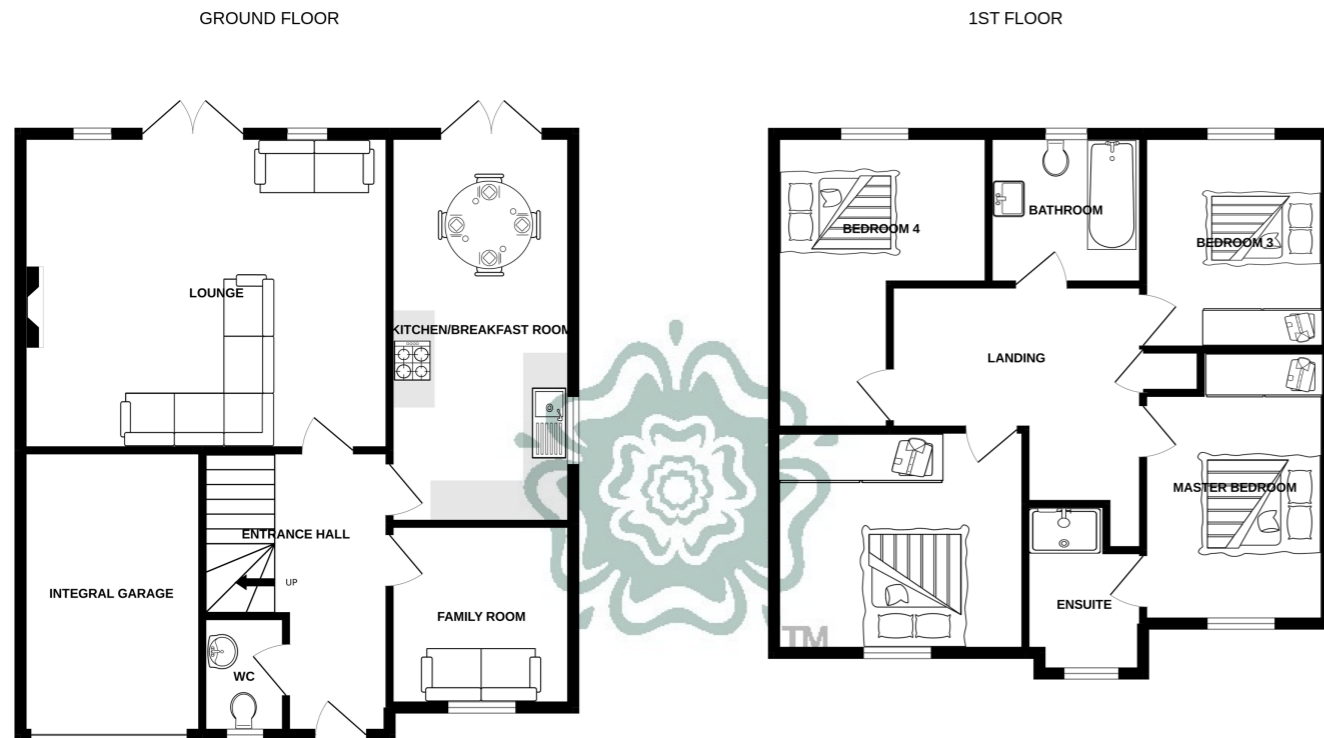 GROUND FLOOR
1ST FLOOR
LOUNGE
KITCHEN/BREAKFAST ROOM
ENTRANCE HALL
UP
INTEGRAL GARAGE
FAMILY ROOM
WC
BEDROOM 4
BATHROOM
BEDROOM 3
LANDING
MASTER BEDROOM
ENSUITE
TM